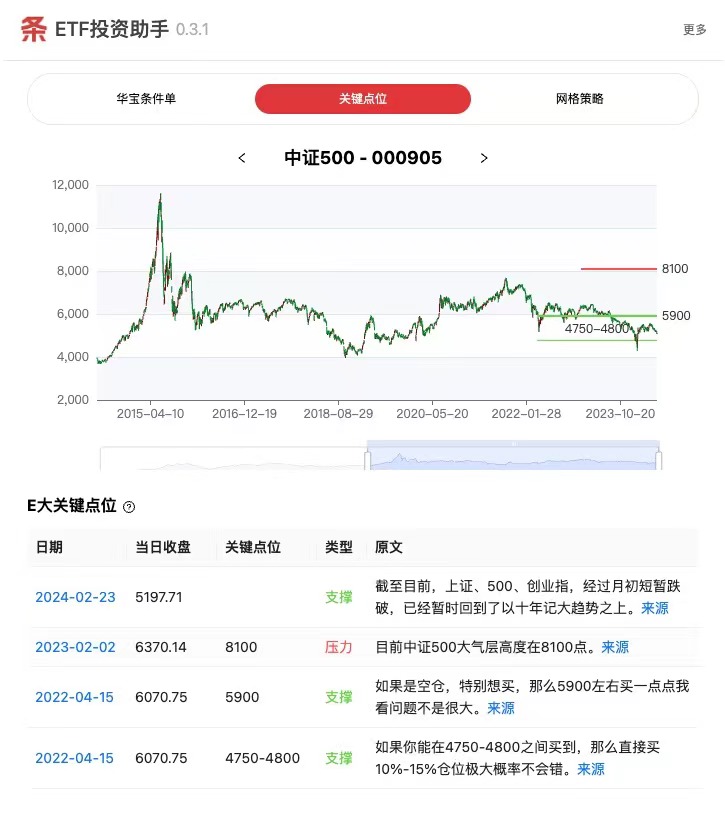 条 ETF投资助手 0.3.1 更多
华宝条件单 关键点位 网格策略
< 中证500 - 000905 >
12,000
10,000
8,000
8100
6,000
5900
4750-4800
4,000
2,000
2015-04-10 2016-12-19 2018-08-29 2020-05-20 2022-01-28 2023-10-20
E大关键点位 ?
日期 当日收盘 关键点位 类型 原文
2024-02-23 5197.71 支撑 截至目前，上证、500、创业指，经过月初短暂跌
破，已经暂时回到了以十年记大趋势之上。来源
2023-02-02 6370.14 8100 压力 目前中证500大气层高度在8100点。来源
2022-04-15 6070.75 5900 支撑 如果是空仓，特别想买，那么5900左右买一点点我
看问题不是很大。来源
2022-04-15 6070.75 4750-4800 支撑 如果你能在4750-4800之间买到，那么直接买
10%-15%仓位极大概率不会错。来源